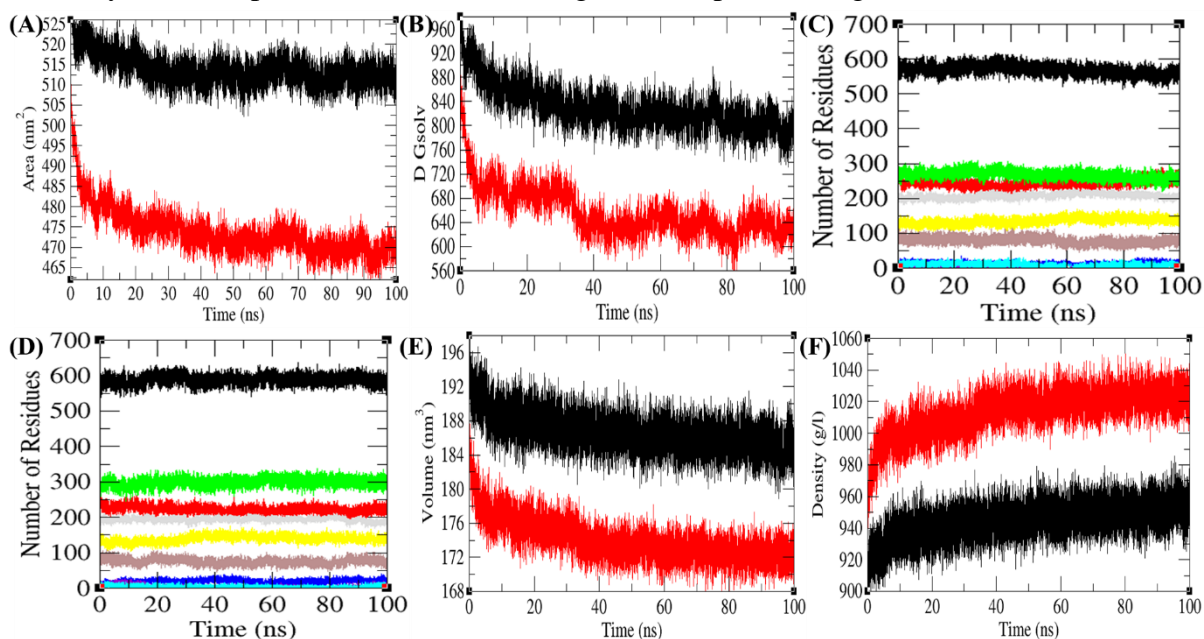 (A)
525
520
515
510
505
500
495
490
485
480
475
470
465
Area (nm²)
0 10 20 30 40 50 60 70 80 90 100
Time (ns)
(B)
960
920
880
840
800
760
720
680
640
600
560
D Gsolv
0 20 40 60 80 100
Time (ns)
(C)
700
600
500
400
300
200
100
0
Number of Residues
0 20 40 60 80 100
Time (ns)
(D)
700
600
500
400
300
200
100
0
Number of Residues
0 20 40 60 80 100
Time (ns)
(E)
196
192
188
184
180
176
172
168
Volume (nm³)
0 20 40 60 80 100
Time (ns)
(F)
1060
1040
1020
1000
980
960
940
920
900
Density (g/l)
0 20 40 60 80 100
Time (ns)